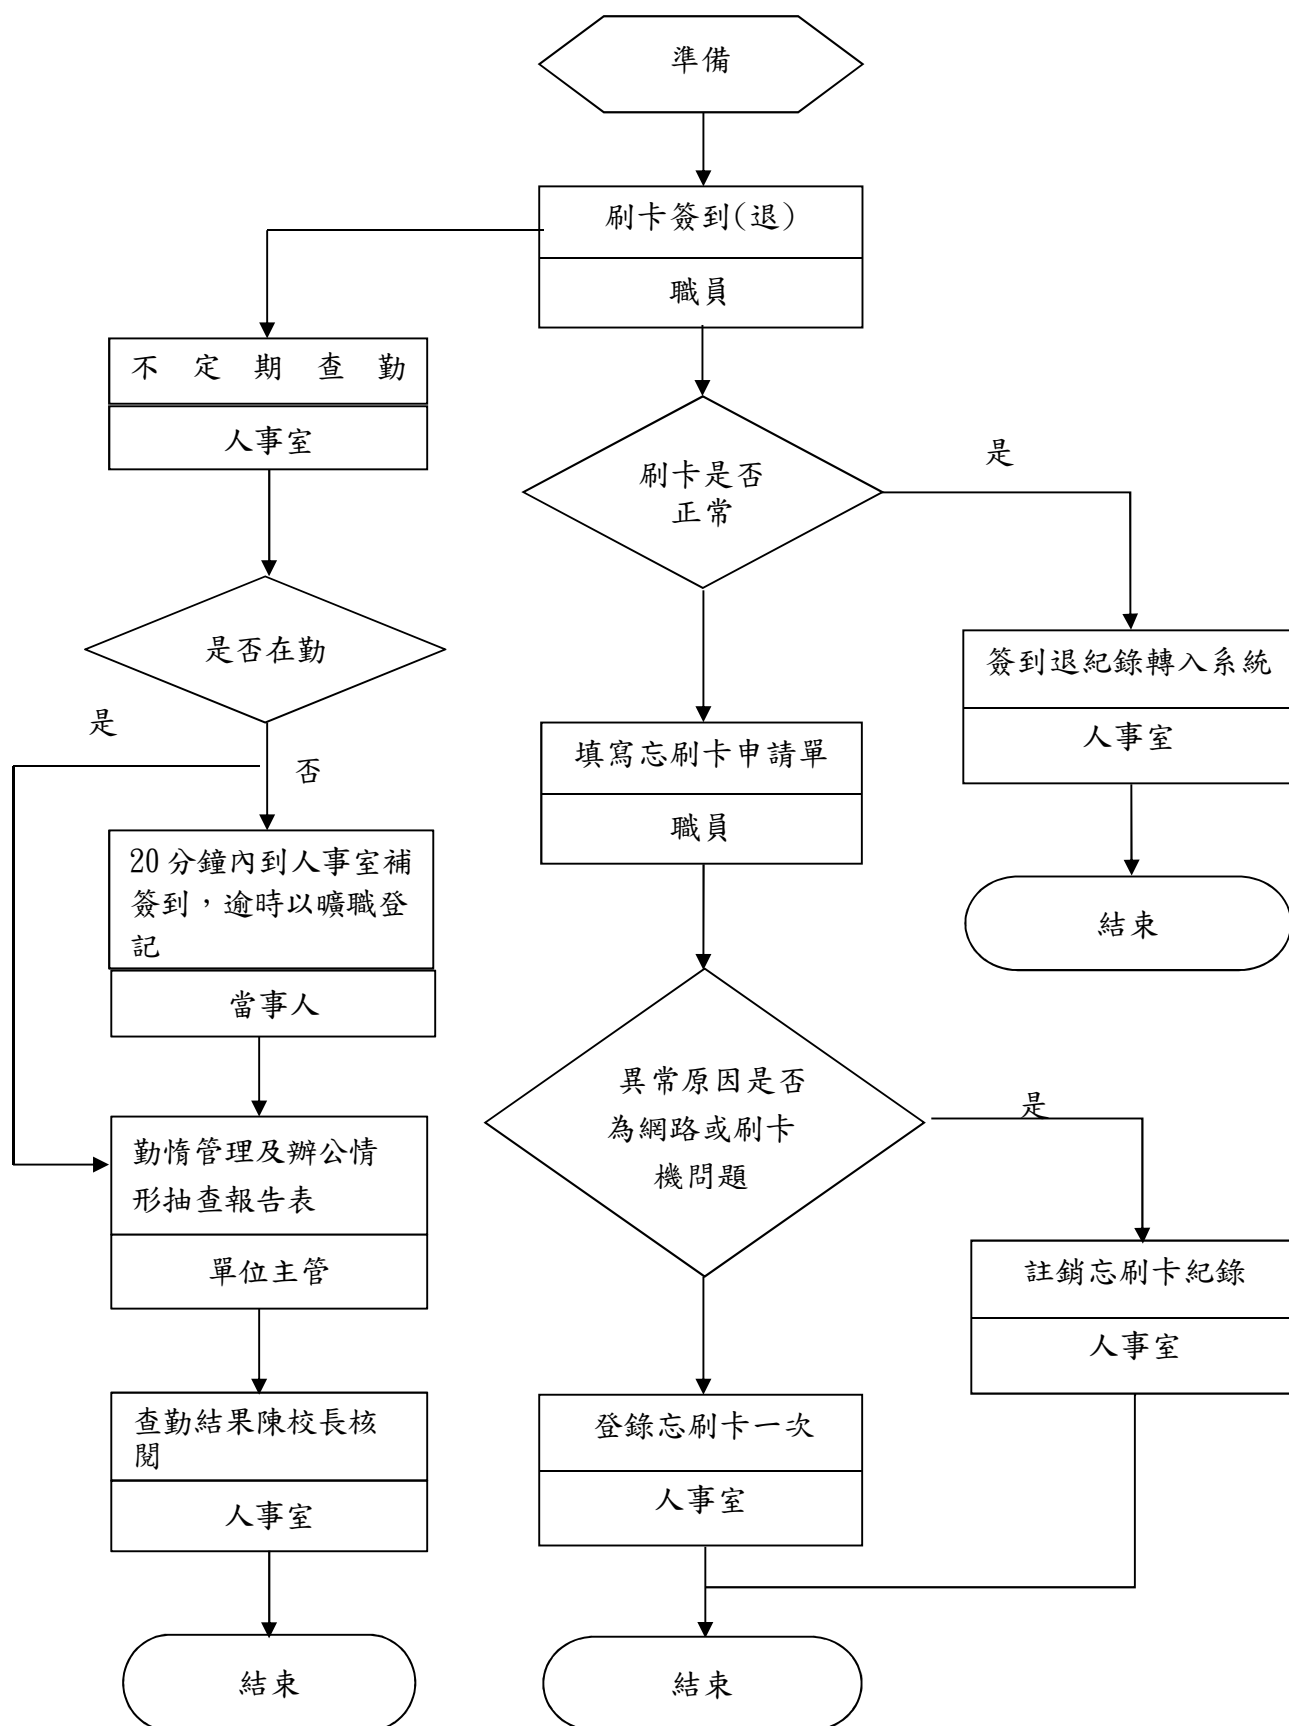 準備
刷卡簽到(退)
職員
不定期查勤
人事室
刷卡是否
正常
是
是否在勤
簽到退紀錄轉入系統
人事室
是
否
填寫忘刷卡申請單
職員
20分鐘內到人事室補
簽到，逾時以曠職登
記
當事人
結束
異常原因是否
為網路或刷卡
機問題
是
勤惰管理及辦公情
形抽查報告表
單位主管
註銷忘刷卡紀錄
人事室
查勤結果陳校長核
閱
人事室
登錄忘刷卡一次
人事室
結束
結束